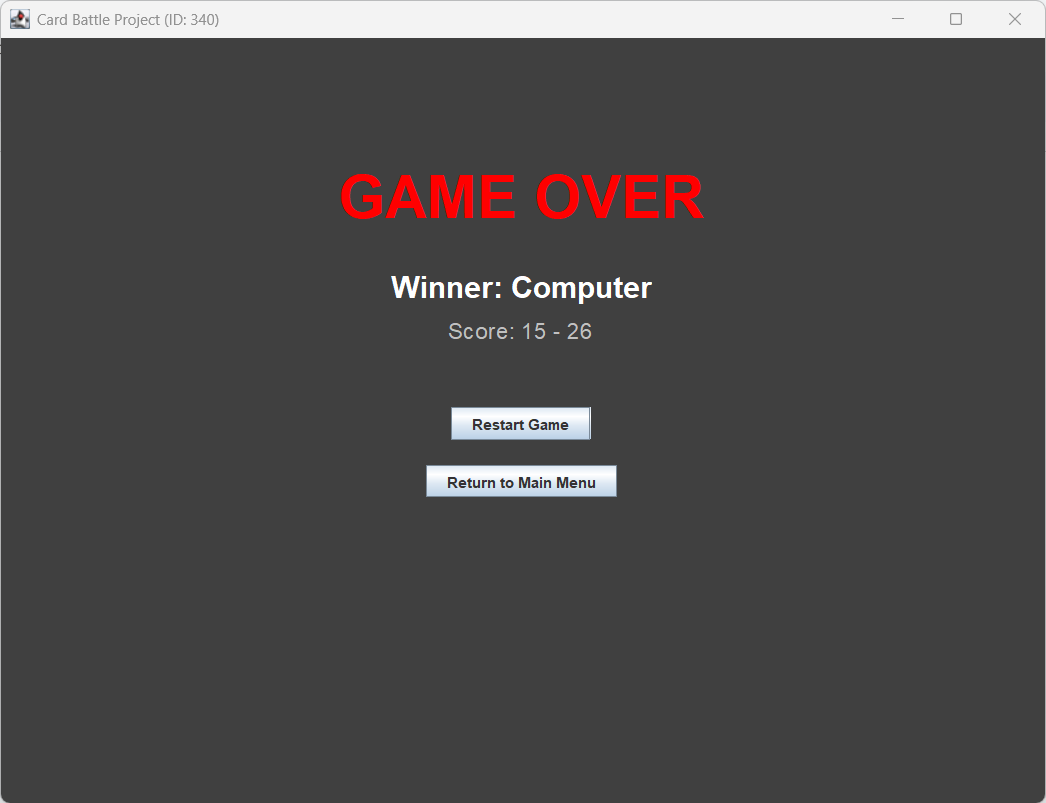 Card Battle Project (ID: 340)
GAME OVER
Winner: Computer
Score: 15 - 26
Restart Game
Return to Main Menu